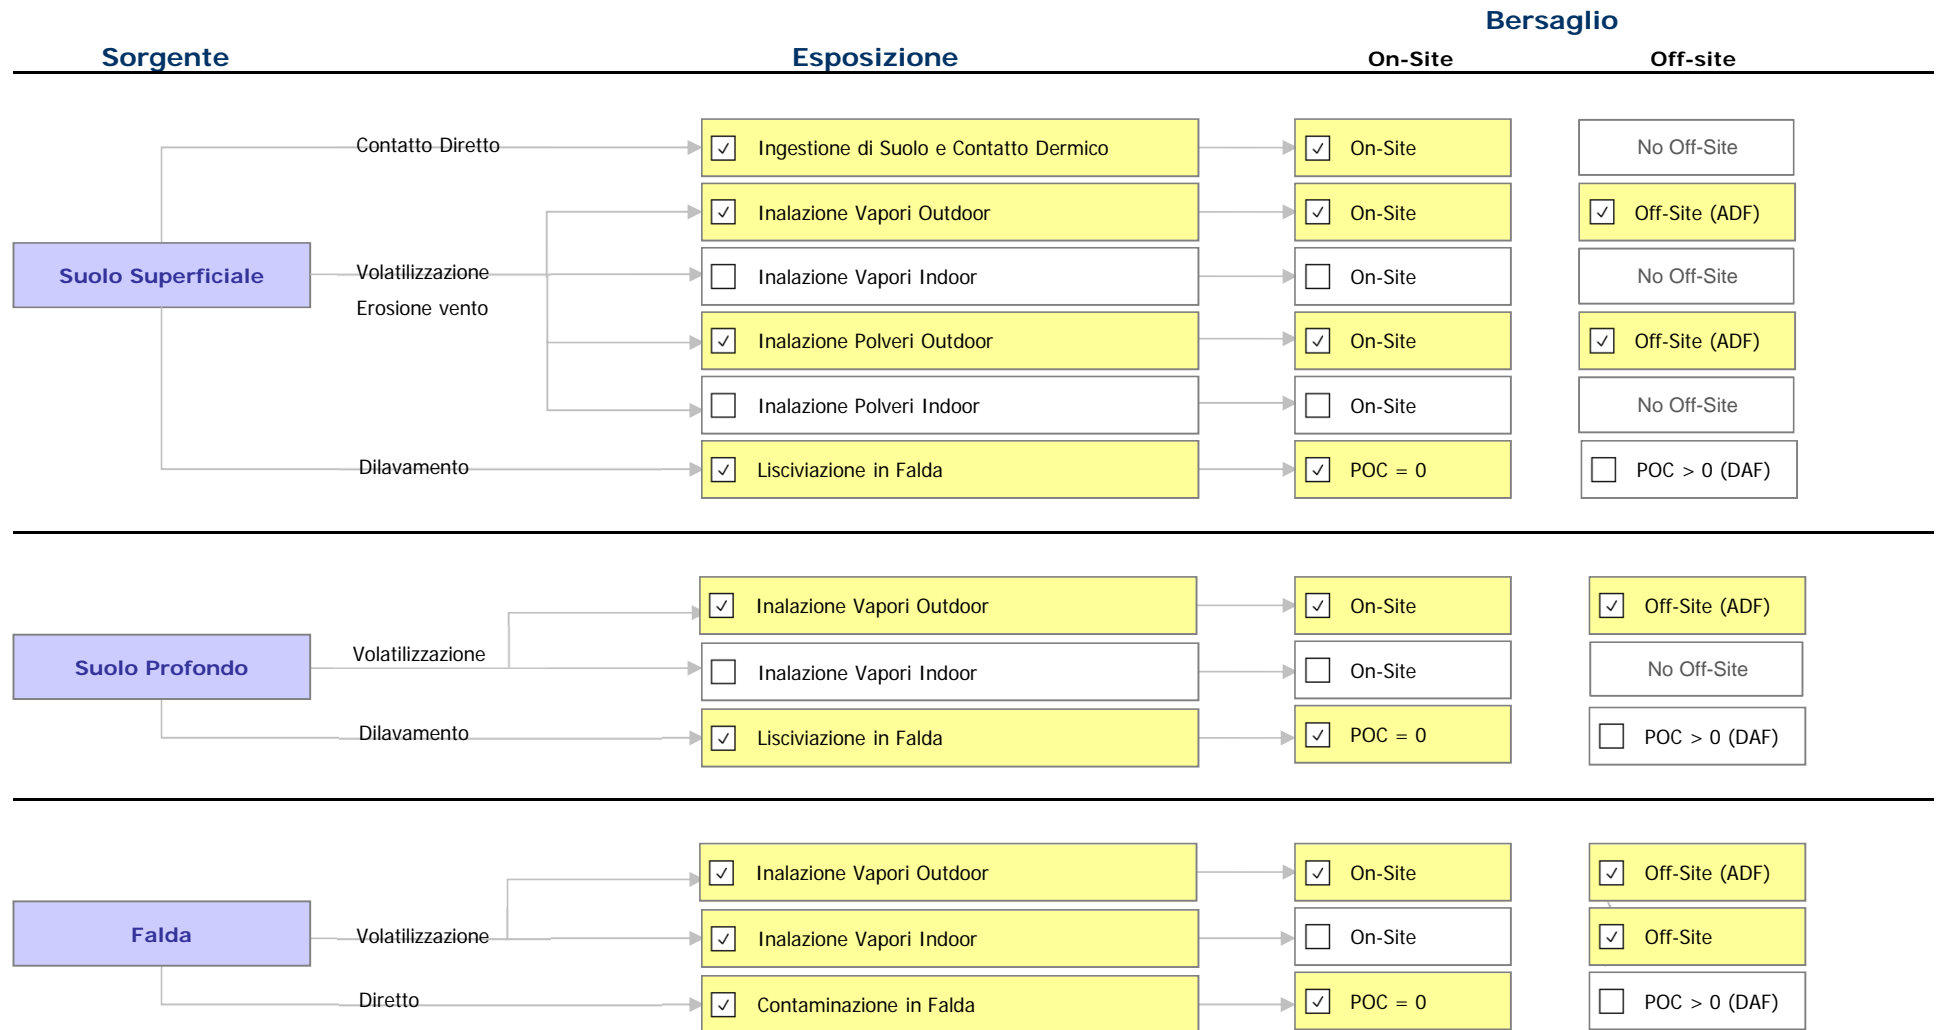 Bersaglio
Sorgente Esposizione On-Site Off-site
Contatto Diretto Ingestione di Suolo e Contatto Dermico On-Site No Off-Site
Inalazione Vapori Outdoor On-Site Off-Site (ADF)
Suolo Superficiale Volatilizzazione Inalazione Vapori Indoor On-Site No Off-Site
Erosione vento
Inalazione Polveri Outdoor On-Site Off-Site (ADF)
Inalazione Polveri Indoor On-Site No Off-Site
Dilavamento Lisciviazione in Falda POC = 0 POC > 0 (DAF)
Inalazione Vapori Outdoor On-Site Off-Site (ADF)
Suolo Profondo Volatilizzazione Inalazione Vapori Indoor On-Site No Off-Site
Dilavamento Lisciviazione in Falda POC = 0 POC > 0 (DAF)
Inalazione Vapori Outdoor On-Site Off-Site (ADF)
Falda Volatilizzazione Inalazione Vapori Indoor On-Site Off-Site
Diretto Contaminazione in Falda POC = 0 POC > 0 (DAF)